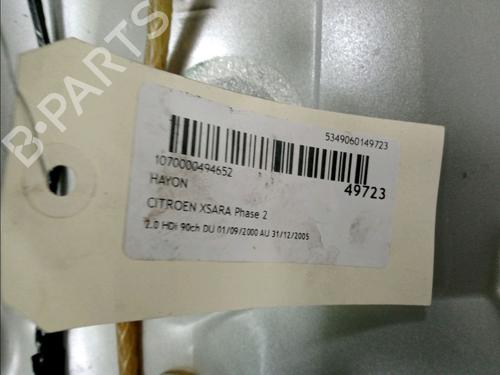 B-PARTS
5349060149723
1070000494652
49723
HAYON
CITROEN XSARA Phase 2
2.0 HDi 90ch DU 01/09/2000 AU 31/12/2005